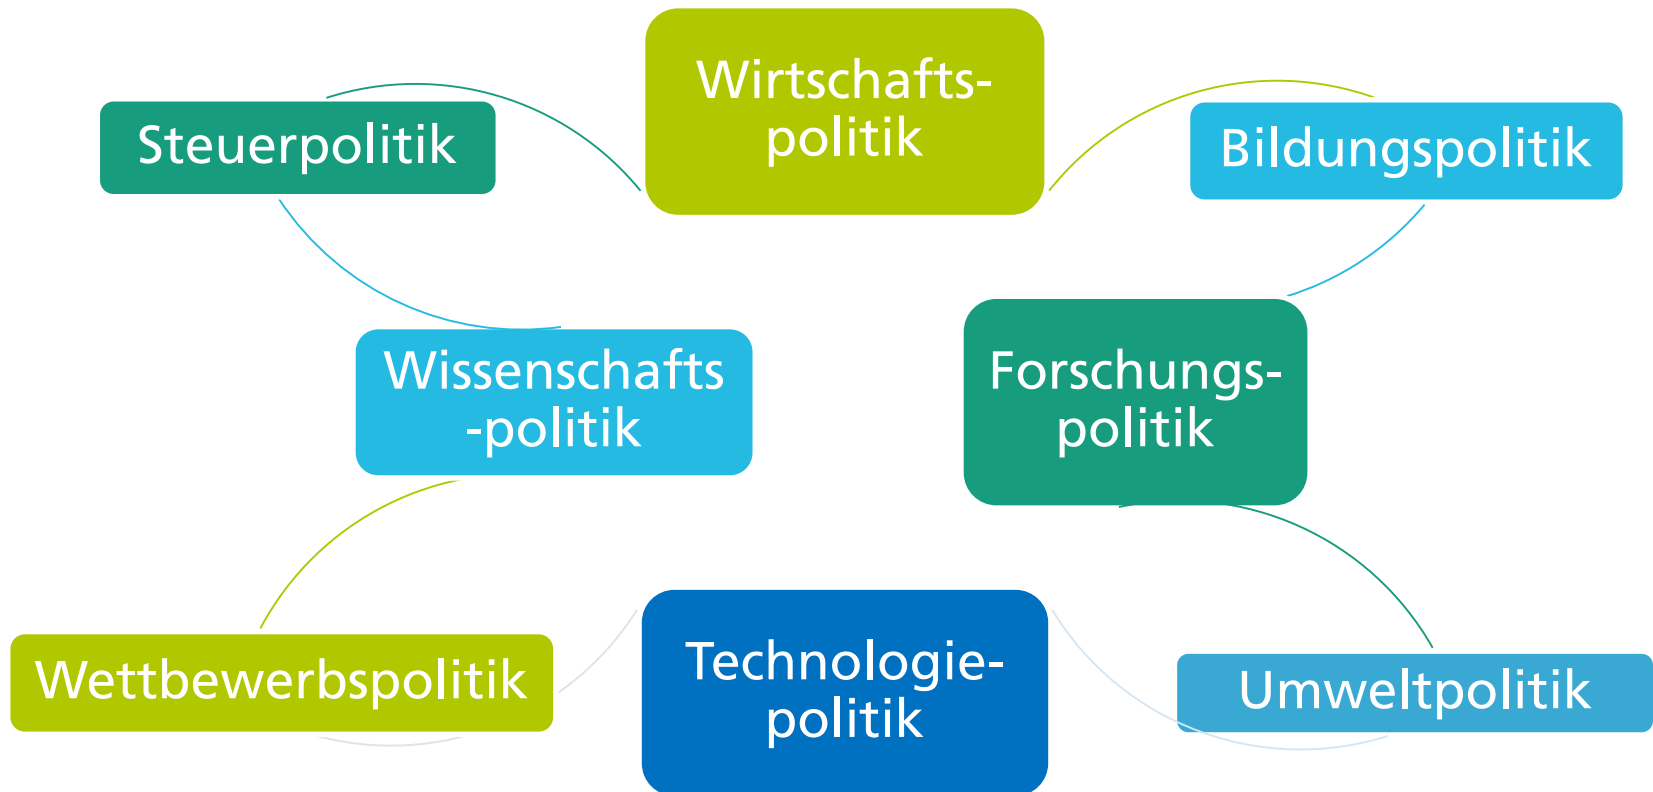 Wirtschafts-
politik
Steuerpolitik
Bildungspolitik
Wissenschafts
-politik
Forschungs-
politik
Wettbewerbspolitik
Technologie-
politik
Umweltpolitik